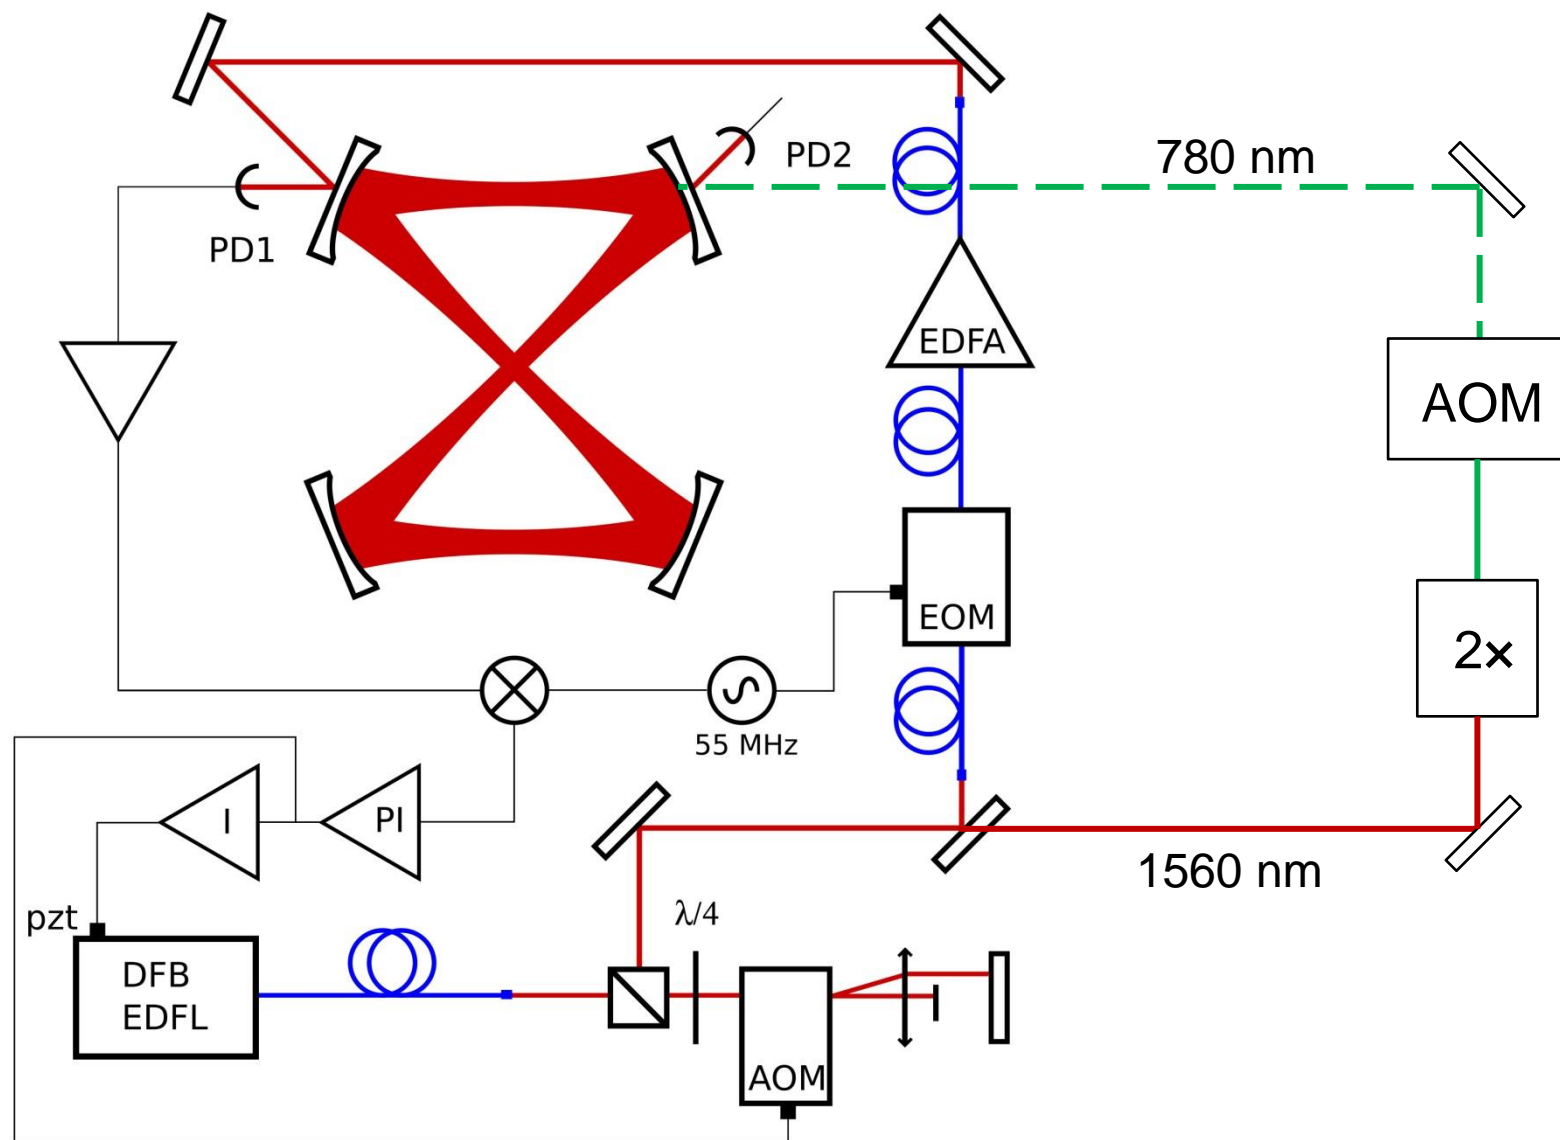 PD2
780 nm
PD1
EDFA
AOM
EOM
2×
55 MHz
I
PI
1560 nm
pzt
λ/4
DFB
EDFL
AOM